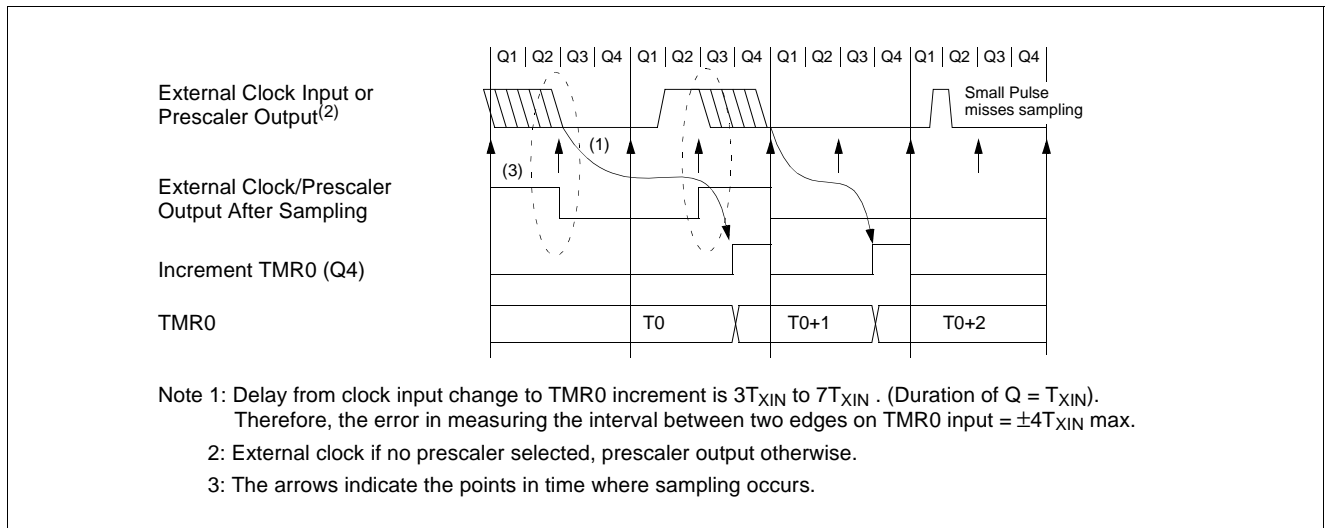 Q1 | Q2 | Q3 | Q4 | Q1 | Q2 | Q3 | Q4 | Q1 | Q2 | Q3 | Q4 | Q1 | Q2 | Q3 | Q4
External Clock Input or
Prescaler Output(2)
Small Pulse
misses sampling
(1)
(3)
External Clock/Prescaler
Output After Sampling
Increment TMR0 (Q4)
TMR0
T0
T0+1
T0+2
Note 1: Delay from clock input change to TMR0 increment is 3TXIN to 7TXIN . (Duration of Q = TXIN).
Therefore, the error in measuring the interval between two edges on TMR0 input = ±4TXIN max.
2: External clock if no prescaler selected, prescaler output otherwise.
3: The arrows indicate the points in time where sampling occurs.